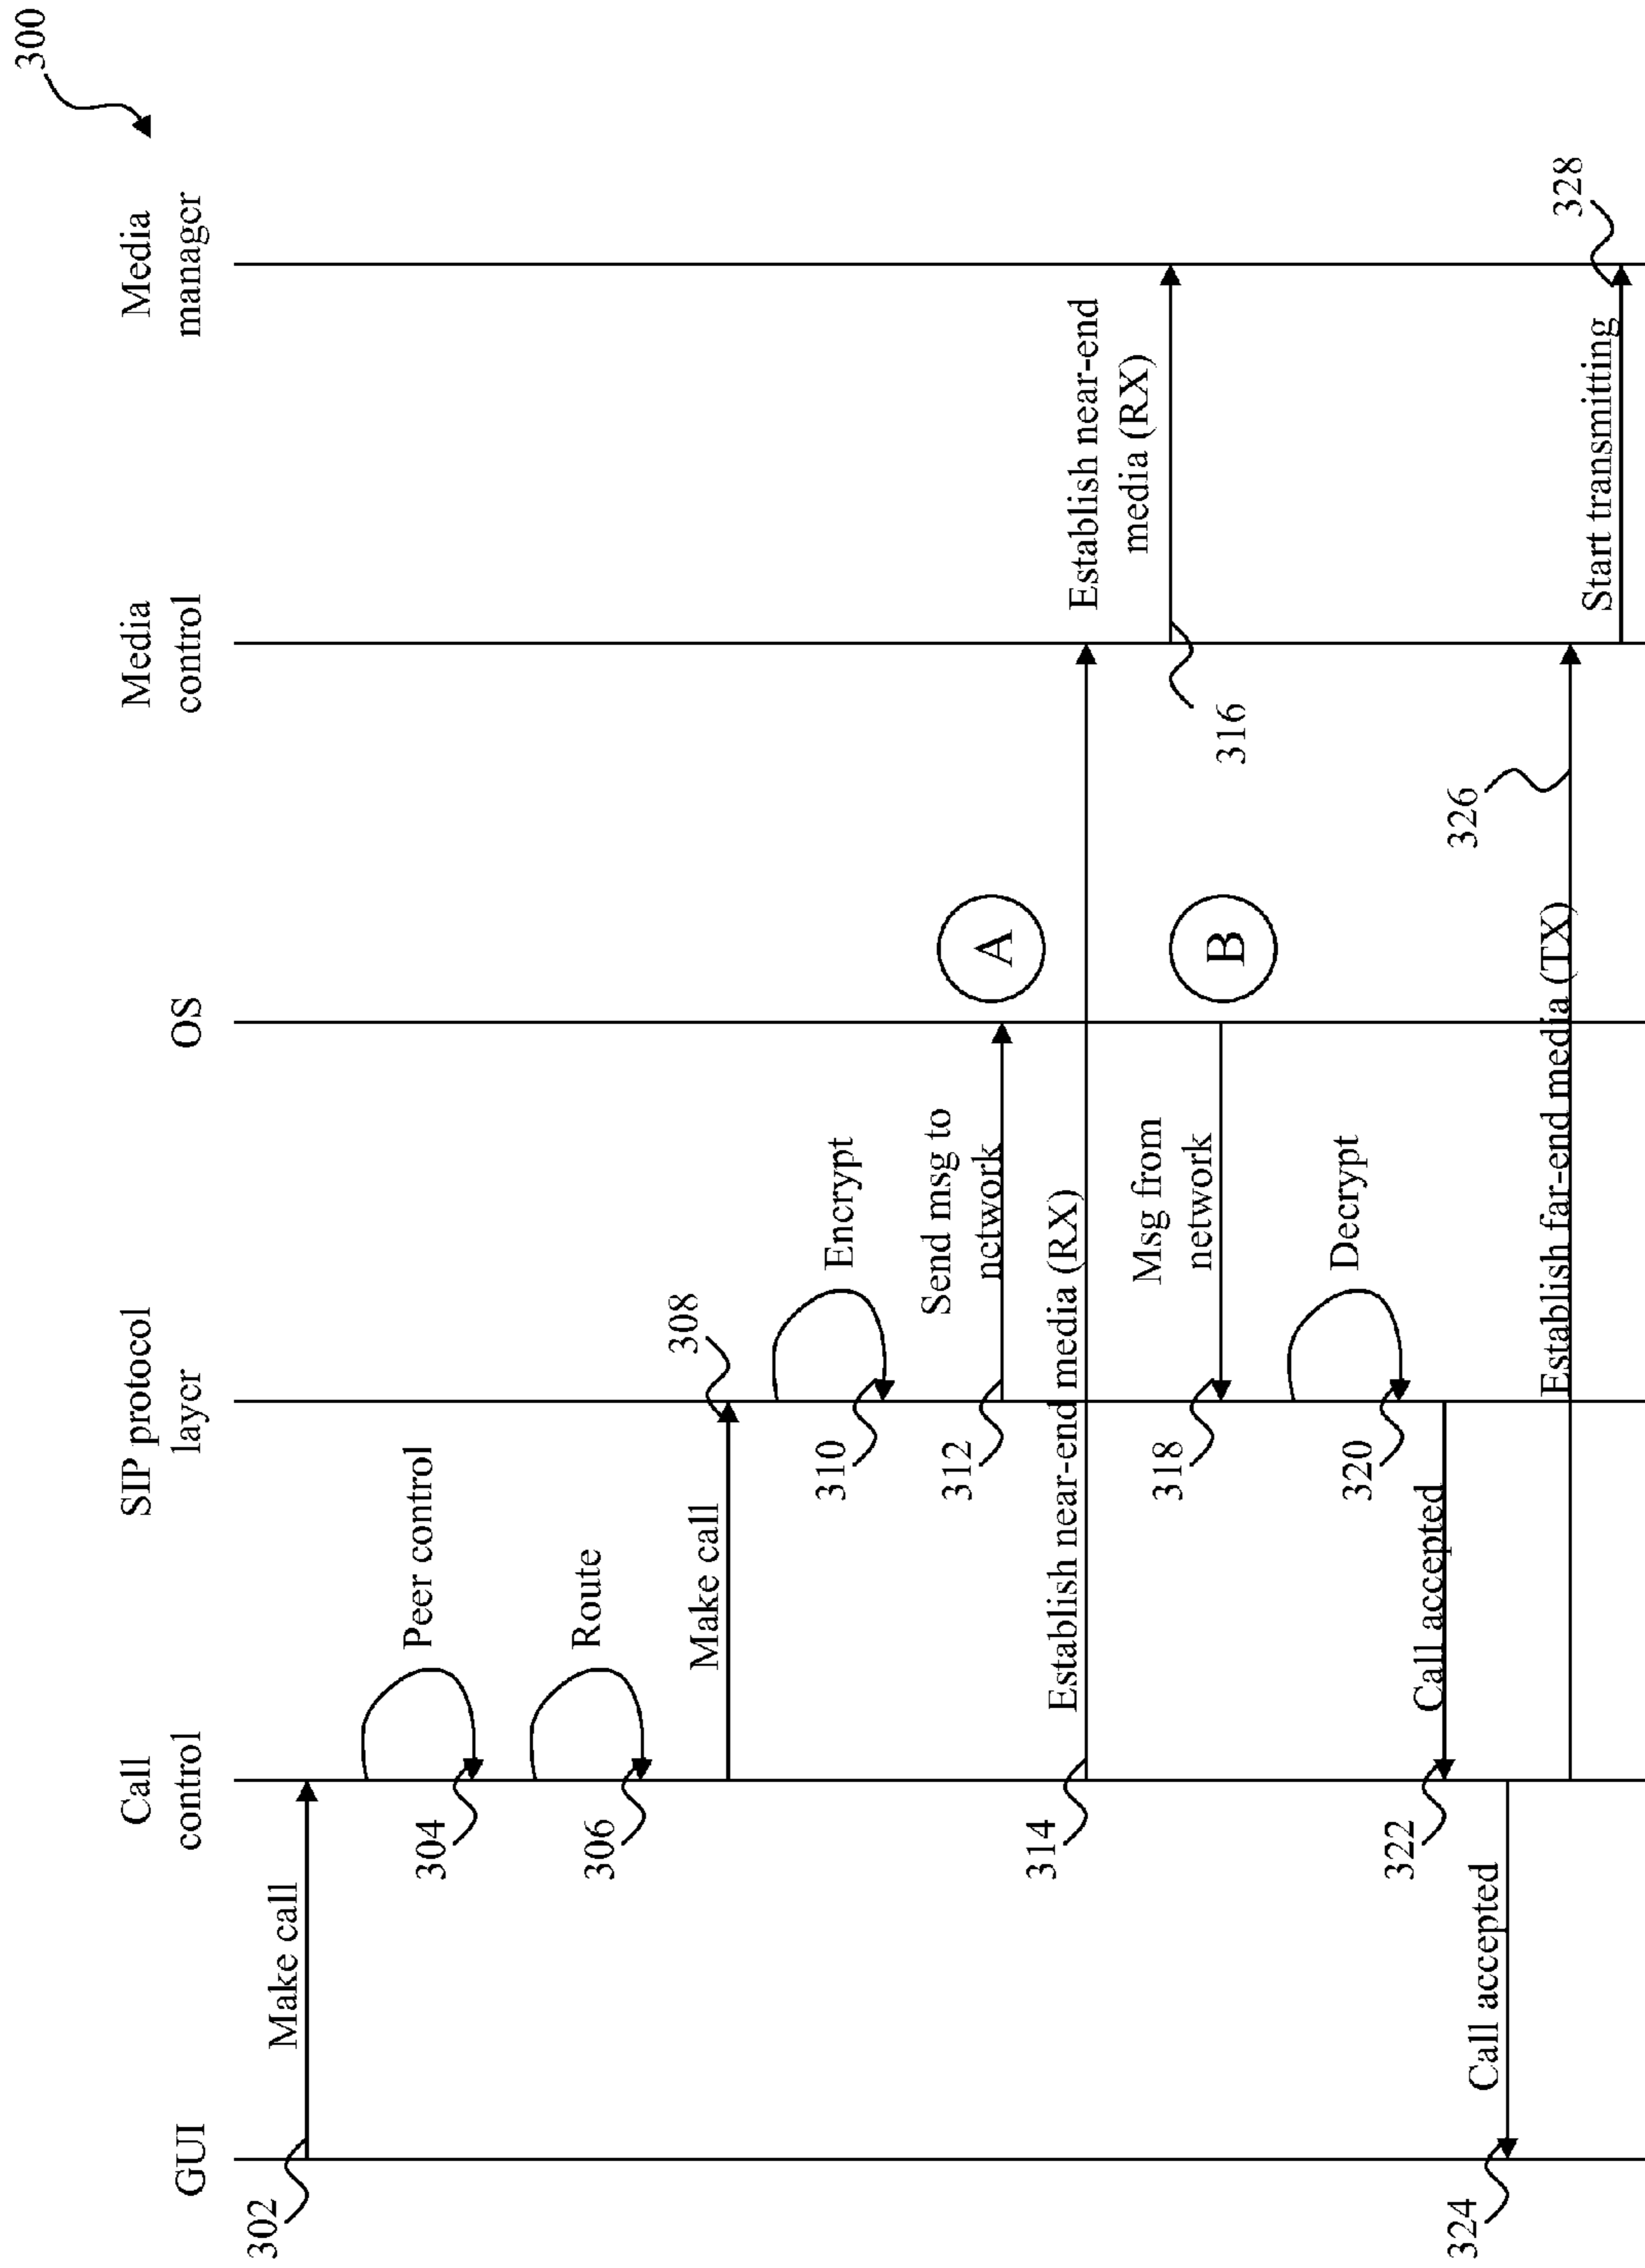 300
GUI
Call
control
SIP protocol
layer
OS
Media
control
Media
manager
302
Make call
304
Peer control
306
Route
Make call
308
310
Encrypt
312
Send msg to
network
A
314
Establish near-end media (RX)
Establish near-end
media (RX)
316
318
Msg from
network
B
320
Decrypt
322
Call accepted
324
Call accepted
Establish far-end media (TX)
326
Start transmitting
328